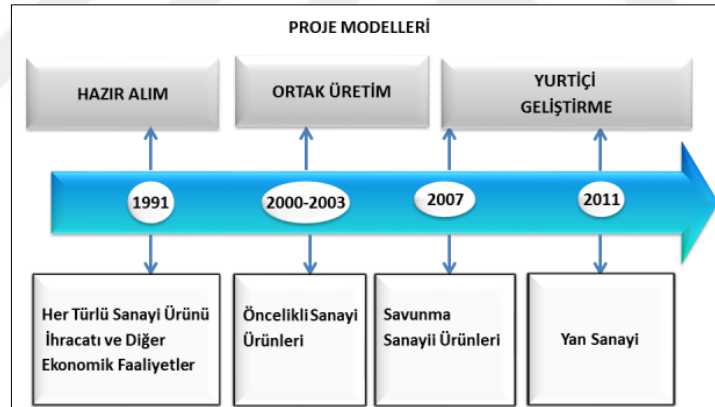 PROJE MODELLERİ
HAZIR ALIM
ORTAK ÜRETİM
YURTİÇİ
GELİŞTİRME
1991
2000-2003
2007
2011
Her Türlü Sanayi Ürünü
İhracatı ve Diğer
Ekonomik Faaliyetler
Öncelikli Sanayi
Ürünleri
Savunma
Sanayii Ürünleri
Yan Sanayi